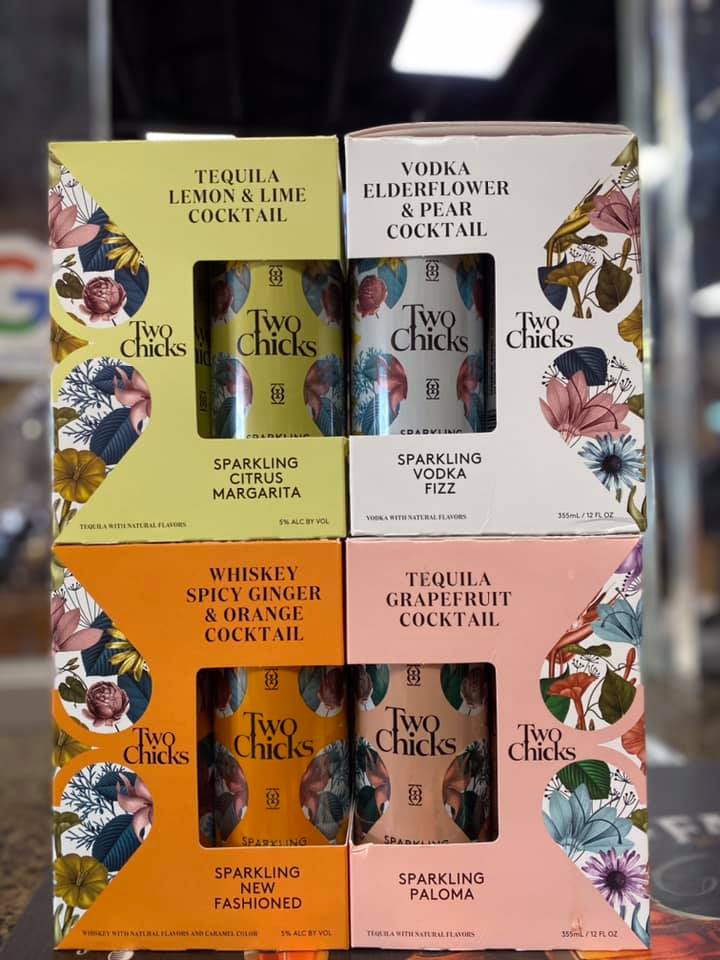 TEQUILA
LEMON & LIME
COCKTAIL
Two
Chicks
Two
Chicks
SPARKLING
SPARKLING
CITRUS
MARGARITA
TEQUILA WITH NATURAL FLAVORS
5% ALC BY VOL
VODKA
ELDERFLOWER
& PEAR
COCKTAIL
Two
Chicks
Two
Chicks
SPARKLING
SPARKLING
VODKA
FIZZ
VODKA WITH NATURAL FLAVORS
355mL / 12 FL OZ
WHISKEY
SPICY GINGER
& ORANGE
COCKTAIL
Two
Chicks
Two
Chicks
SPARKLING
SPARKLING
NEW
FASHIONED
WHISKEY WITH NATURAL FLAVORS AND CARAMEL COLOR
5% ALC BY VOL
TEQUILA
GRAPEFRUIT
COCKTAIL
Two
Chicks
Two
Chicks
SPARKLING
SPARKLING
PALOMA
TEQUILA WITH NATURAL FLAVORS
355mL / 12 FL OZ